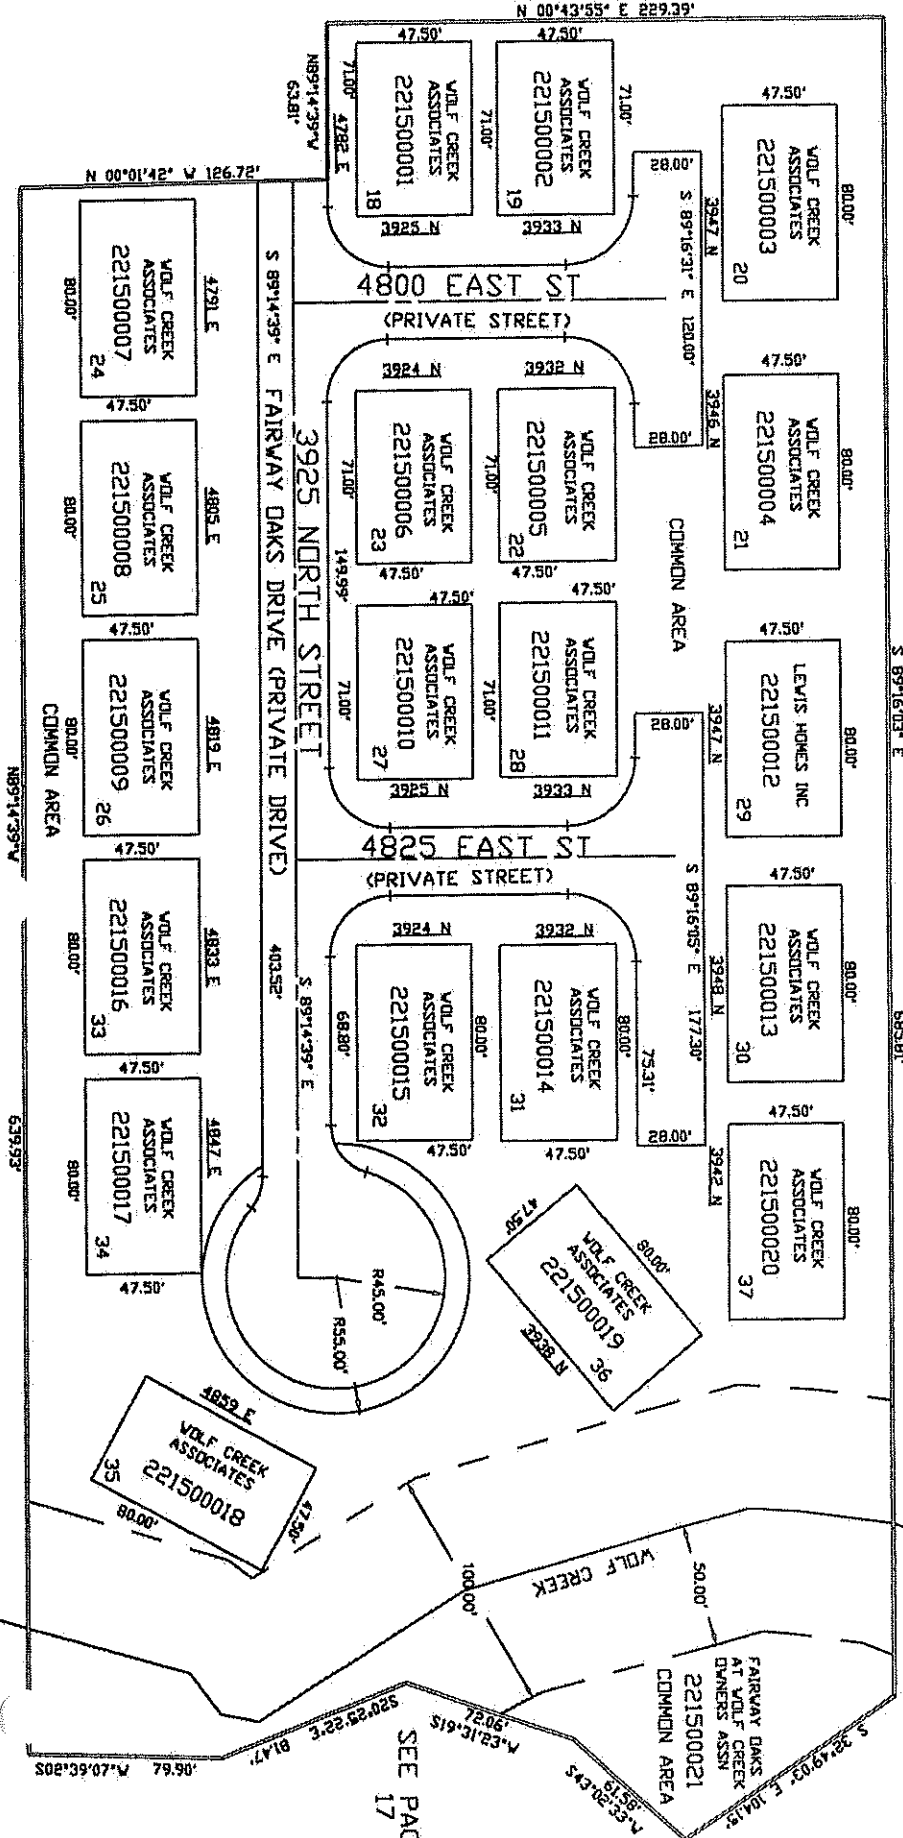 N 00°43'55" E 229.39'
N89°14'39"W
63.81'
N 00°01'42" W 126.72'
47.50'
71.00'
WOLF CREEK
ASSOCIATES
221500001
18
4782 E
3925 N
47.50'
71.00'
71.00'
WOLF CREEK
ASSOCIATES
221500002
19
3933 N
47.50'
80.00'
WOLF CREEK
ASSOCIATES
221500003
20
3947 N
28.00'
S 89°16'31" E 120.00'
28.00'
4800 EAST ST
(PRIVATE STREET)
80.00'
47.50'
WOLF CREEK
ASSOCIATES
221500004
21
3946 N
3932 N
WOLF CREEK
ASSOCIATES
221500005
22
71.00'
47.50'
3924 N
WOLF CREEK
ASSOCIATES
221500006
23
71.00'
47.50'
149.99'
4791 E
WOLF CREEK
ASSOCIATES
221500007
24
80.00'
47.50'
4805 E
WOLF CREEK
ASSOCIATES
221500008
25
80.00'
47.50'
4819 E
WOLF CREEK
ASSOCIATES
221500009
26
80.00'
47.50'
COMMON AREA
N89°14'39"W
639.93'
S 89°14'39" E FAIRWAY OAKS DRIVE (PRIVATE DRIVE)
403.52'
3925 NORTH STREET
S 89°14'39" E
47.50'
WOLF CREEK
ASSOCIATES
221500010
27
71.00'
3925 N
47.50'
WOLF CREEK
ASSOCIATES
221500011
28
71.00'
3933 N
COMMON AREA
S 89°16'03" E
685.81'
47.50'
80.00'
LEWIS HOMES INC
221500012
29
3947 N
28.00'
S 89°16'05" E 177.30'
75.31'
28.00'
4825 EAST ST
(PRIVATE STREET)
47.50'
80.00'
WOLF CREEK
ASSOCIATES
221500013
30
3948 N
3932 N
80.00'
WOLF CREEK
ASSOCIATES
221500014
31
47.50'
3924 N
80.00'
WOLF CREEK
ASSOCIATES
221500015
32
68.80'
47.50'
4833 E
WOLF CREEK
ASSOCIATES
221500016
33
80.00'
47.50'
4847 E
WOLF CREEK
ASSOCIATES
221500017
34
80.00'
47.50'
R45.00'
R55.00'
4859 E
WOLF CREEK
ASSOCIATES
221500018
35
80.00'
47.50'
47.50'
80.00'
WOLF CREEK
ASSOCIATES
221500019
36
3938 N
47.50'
80.00'
WOLF CREEK
ASSOCIATES
221500020
37
3942 N
WOLF CREEK
50.00'
100.00'
FAIRWAY OAKS
AT WOLF CREEK
OWNERS ASSN
221500021
COMMON AREA
S 32°49'03" E 104.15'
61.58'
S43°02'33"W
72.06'
S19°31'23"W
S20°25'22"E
81.47'
S02°39'07"W 79.90'
SEE PAG
17